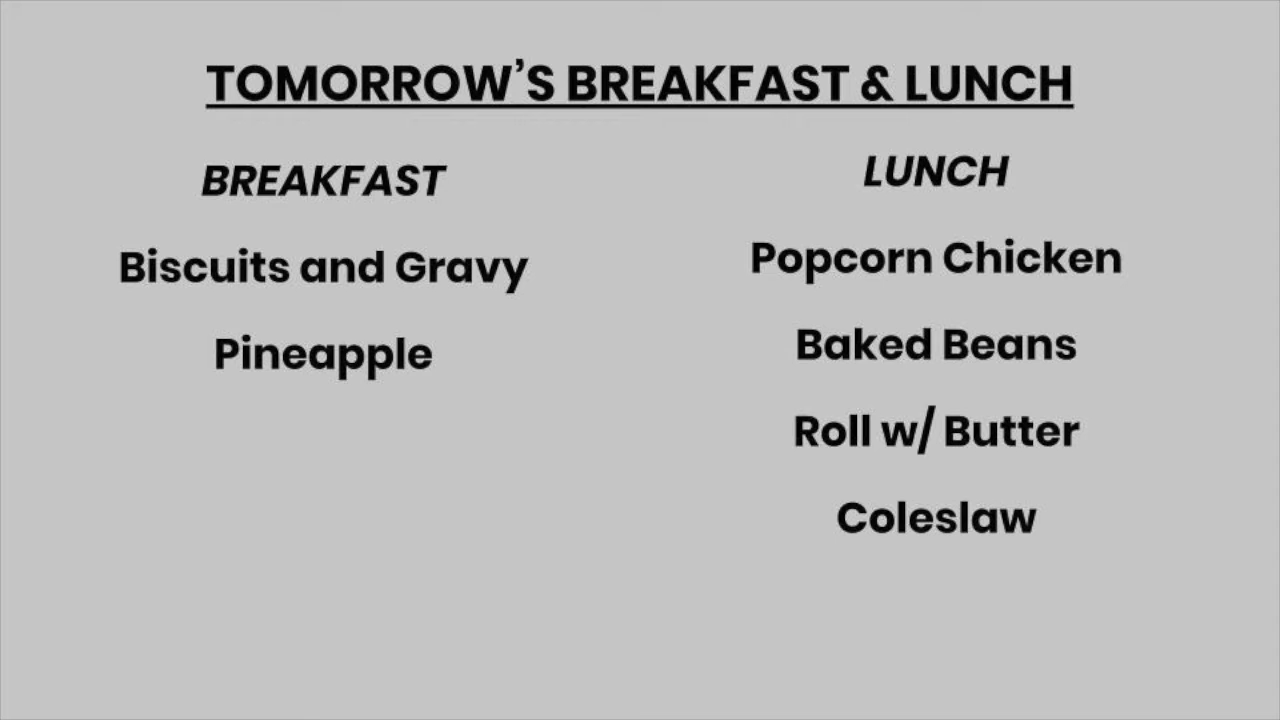 TOMORROW’S BREAKFAST & LUNCH
BREAKFAST
Biscuits and Gravy
Pineapple
LUNCH
Popcorn Chicken
Baked Beans
Roll w/ Butter
Coleslaw